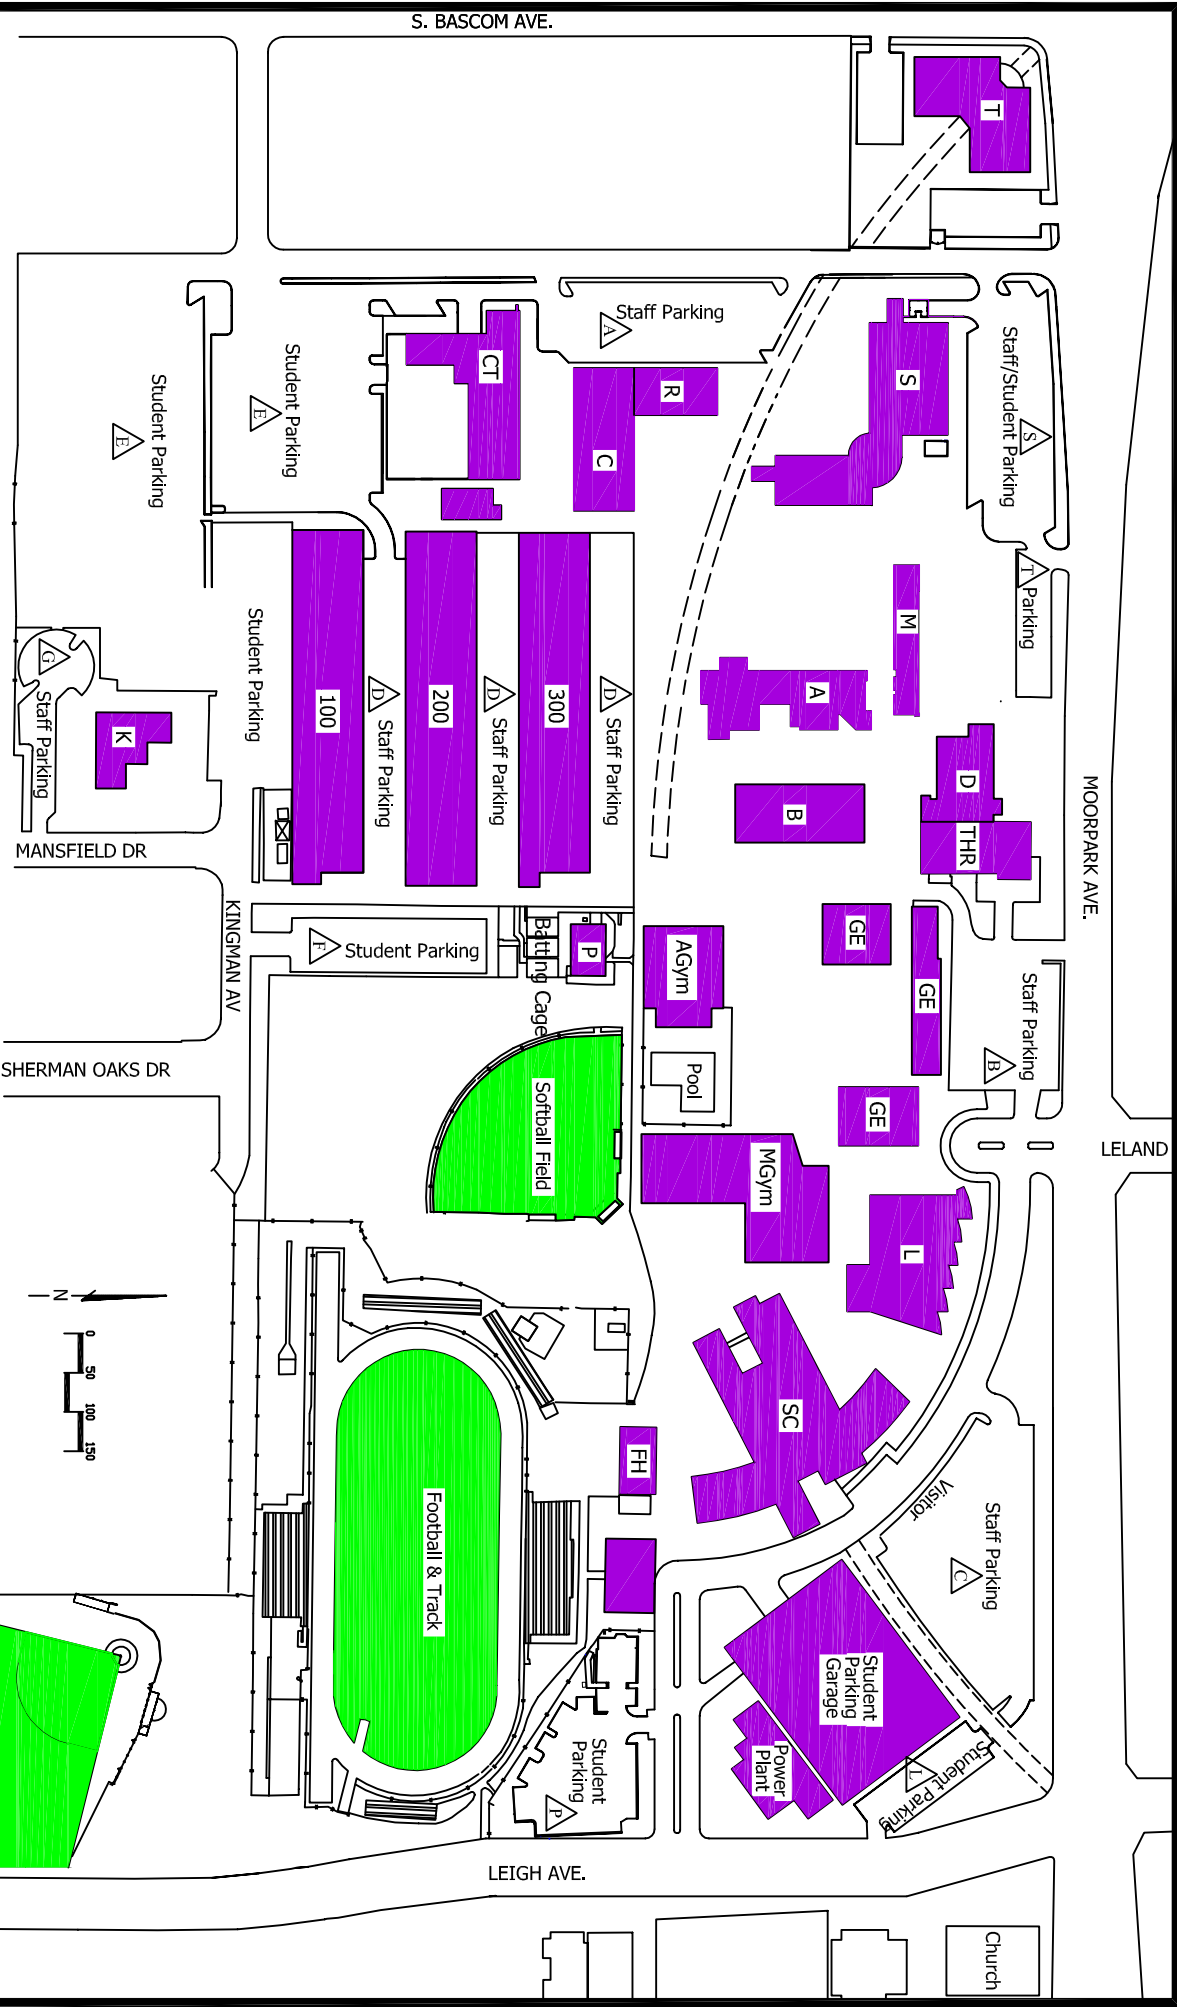 S. BASCOM AVE.
T
Staff Parking
A
Staff/Student Parking
S
S
CT
R
C
Student Parking
E
Student Parking
E
T
Parking
M
A
D
THR
B
MOORPARK AVE.
300
200
100
D
Staff Parking
D
Staff Parking
D
Staff Parking
Student Parking
G
Staff Parking
K
MANSFIELD DR
KINGMAN AV
SHERMAN OAKS DR
F
Student Parking
Batting Cage
P
AGym
GE
GE
GE
Staff Parking
B
Pool
Softball Field
MGym
LELAND
L
SC
FH
N
0
50
100
150
Football & Track
Visitor
Staff Parking
C
Student
Parking
Garage
Power
Plant
Student Parking
L
Student
Parking
P
LEIGH AVE.
Church